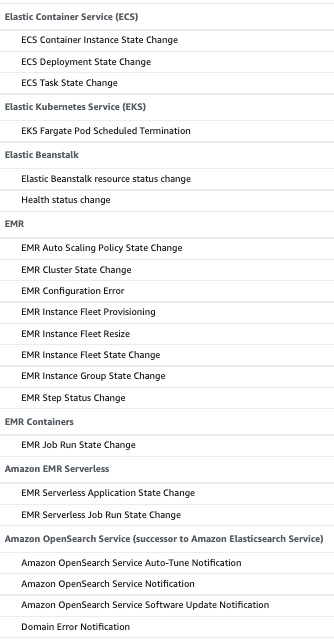 Elastic Container Service (ECS)
ECS Container Instance State Change
ECS Deployment State Change
ECS Task State Change
Elastic Kubernetes Service (EKS)
EKS Fargate Pod Scheduled Termination
Elastic Beanstalk
Elastic Beanstalk resource status change
Health status change
EMR
EMR Auto Scaling Policy State Change
EMR Cluster State Change
EMR Configuration Error
EMR Instance Fleet Provisioning
EMR Instance Fleet Resize
EMR Instance Fleet State Change
EMR Instance Group State Change
EMR Step Status Change
EMR Containers
EMR Job Run State Change
Amazon EMR Serverless
EMR Serverless Application State Change
EMR Serverless Job Run State Change
Amazon OpenSearch Service (successor to Amazon Elasticsearch Service)
Amazon OpenSearch Service Auto-Tune Notification
Amazon OpenSearch Service Notification
Amazon OpenSearch Service Software Update Notification
Domain Error Notification